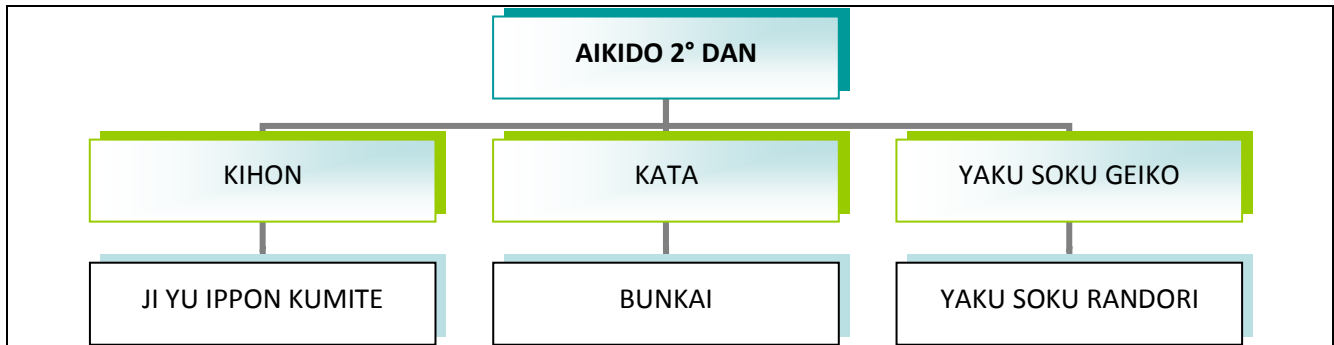 AIKIDO 2° DAN
KIHON
KATA
YAKU SOKU GEIKO
JI YU IPPON KUMITE
BUNKAI
YAKU SOKU RANDORI